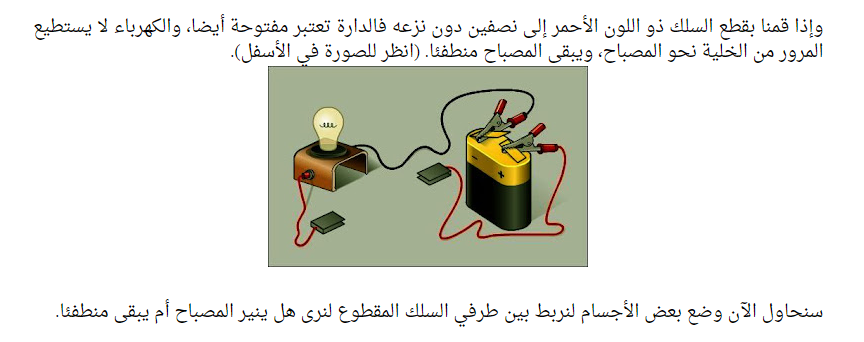 وإذا قمنا بقطع السلك ذو اللون الأحمر إلى نصفين دون نزعه فالدارة تعتبر مفتوحة أيضا، والكهرباء لا يستطيع
المرور من الخلية نحو المصباح، ويبقى المصباح منطفئا. (انظر للصورة في الأسفل).
- +
سنحاول الآن وضع بعض الأجسام لنربط بين طرفي السلك المقطوع لنرى هل ينير المصباح أم يبقى منطفئا.